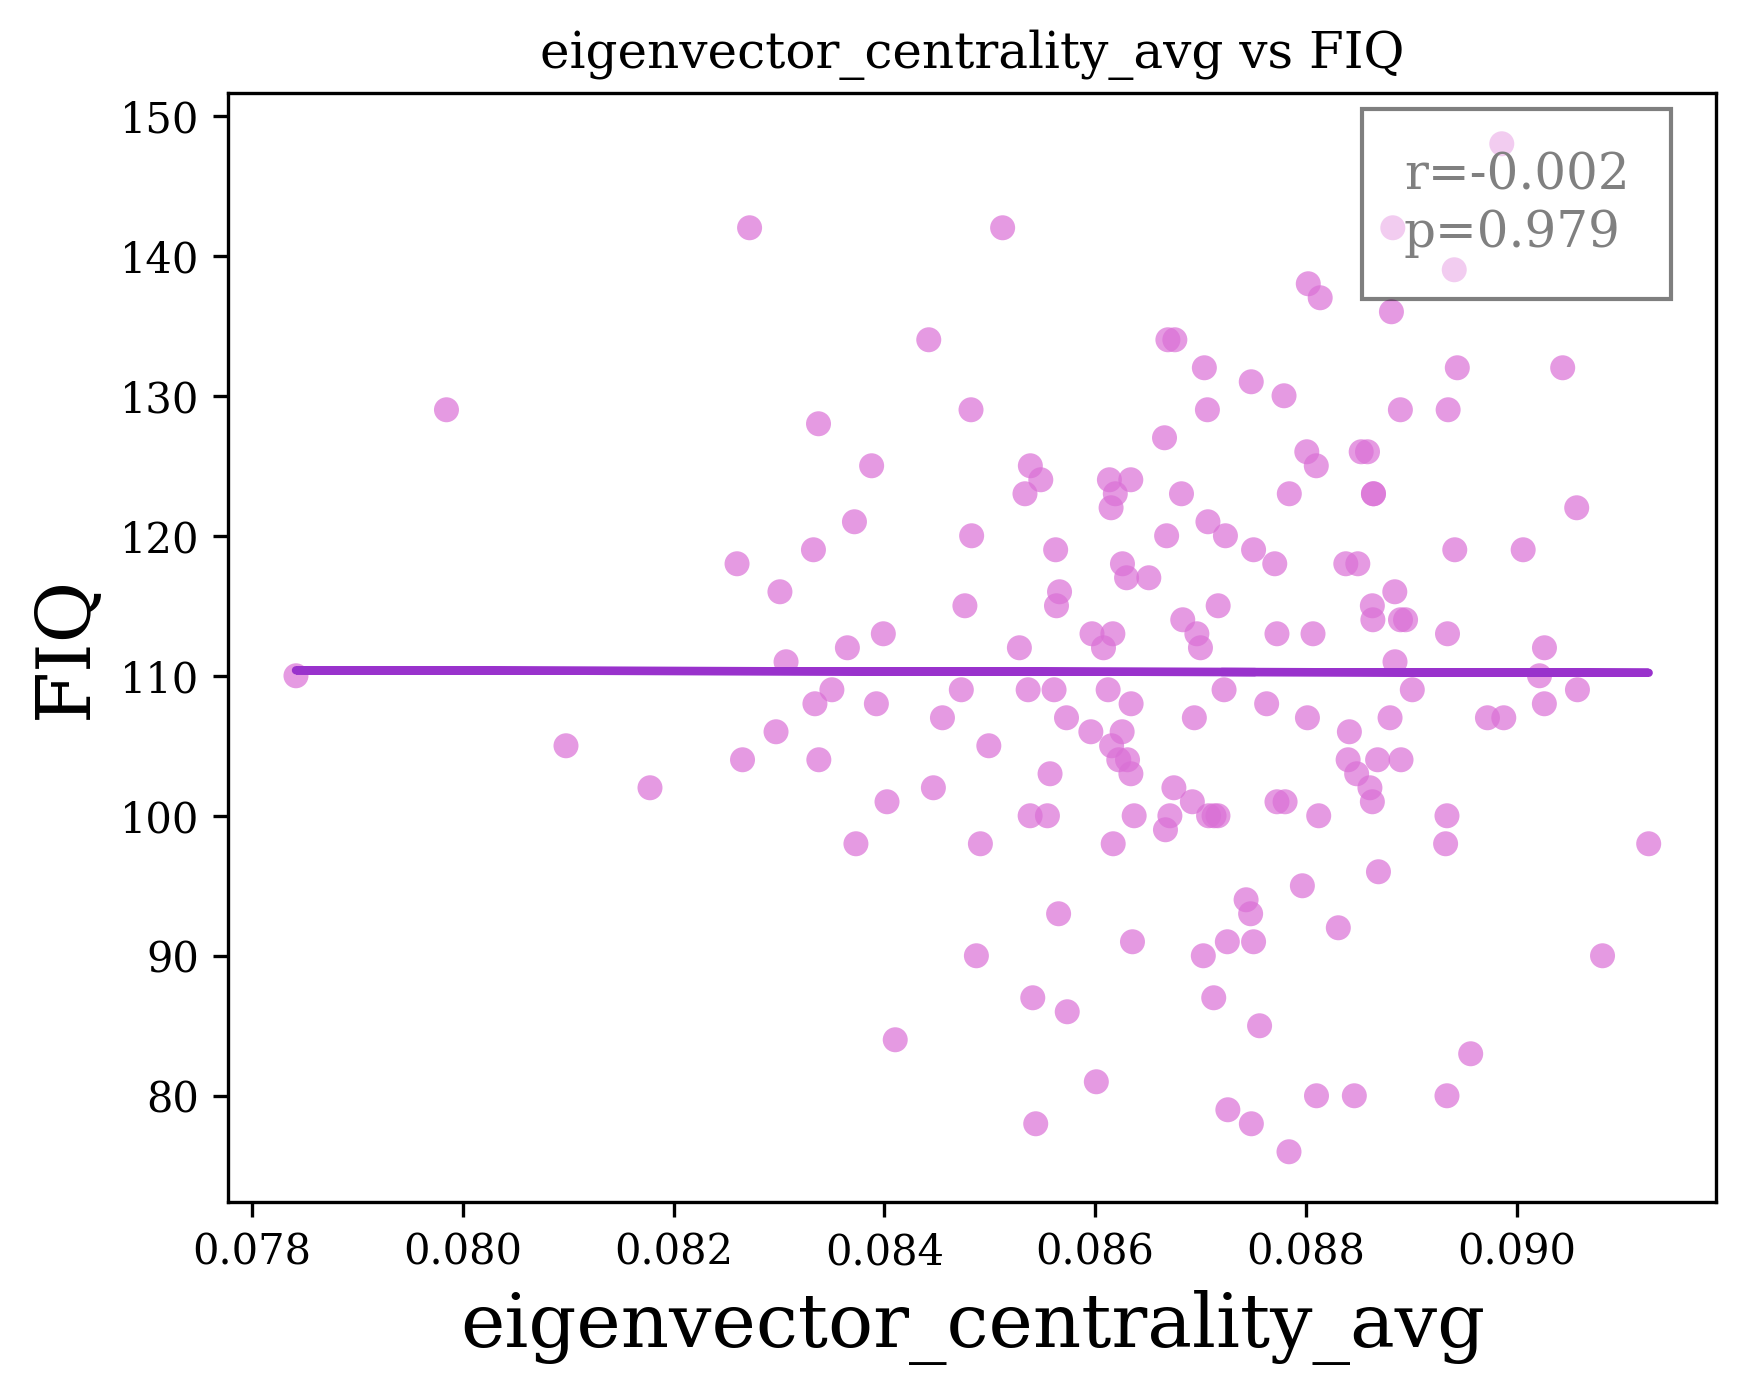 eigenvector_centrality_avg vs FIQ
r=-0.002
p=0.979
150
140
130
120
110
100
90
80
FIQ
0.078 0.080 0.082 0.084 0.086 0.088 0.090
eigenvector_centrality_avg